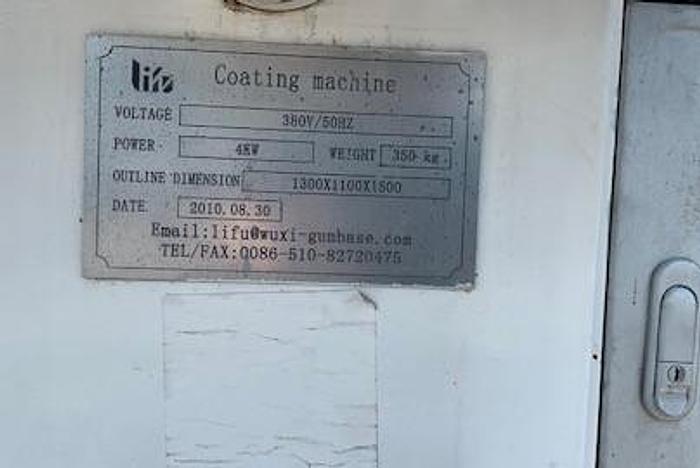 lifu Coating machine
VOLTAGE 380V/50HZ
POWER 4KW WEIGHT 350 kg
OUTLINE DIMENSION 1300X1100X1500
DATE 2010.08.30
Email:lifu@wuxi-gumbase.com
TEL/FAX:0086-510-82720475